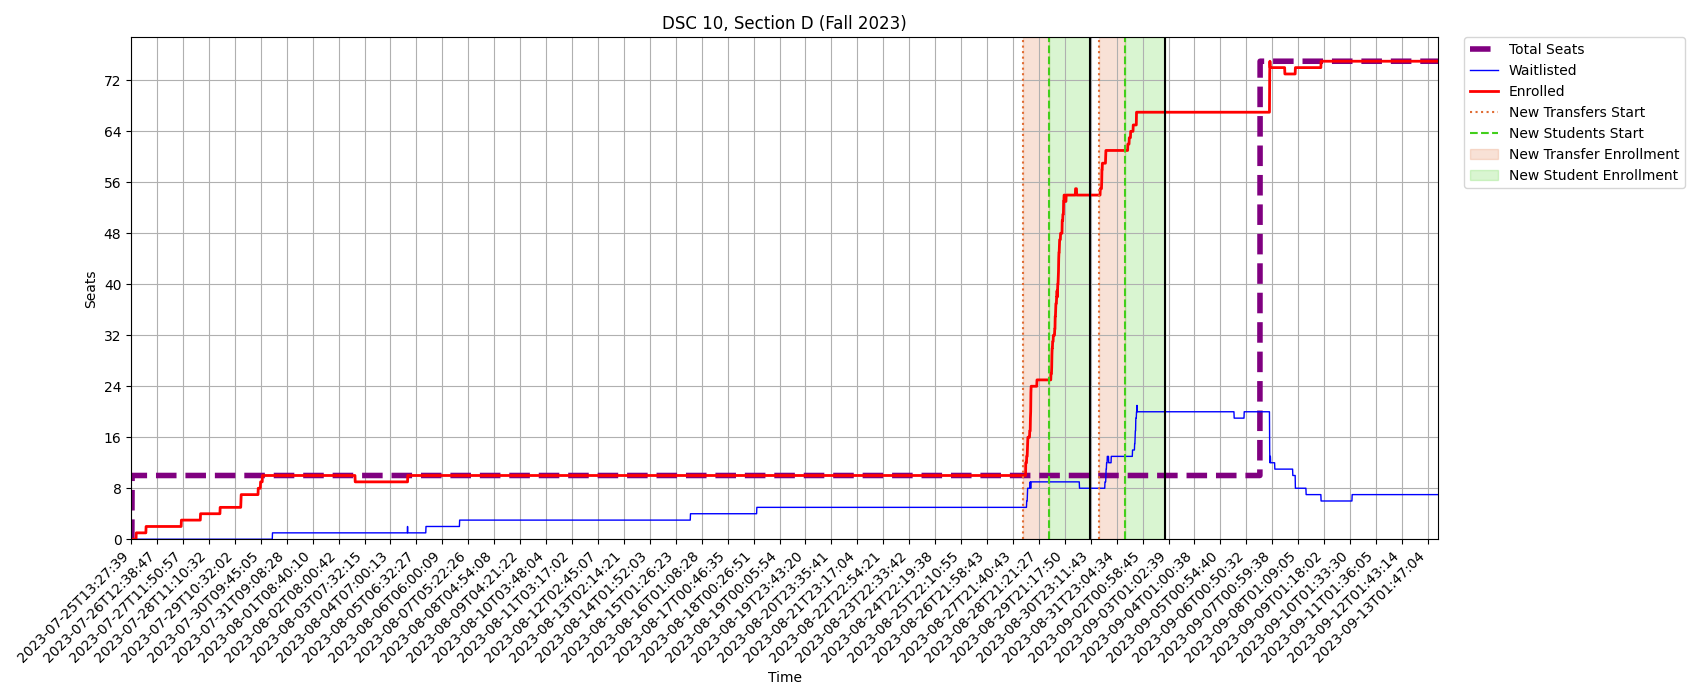 DSC 10, Section D (Fall 2023)
Seats
72
64
56
48
40
32
24
16
8
0
2023-07-25T13:27:39
2023-07-26T12:38:47
2023-07-27T11:50:57
2023-07-28T11:10:32
2023-07-29T10:32:02
2023-07-30T09:45:05
2023-07-31T09:08:28
2023-08-01T08:40:10
2023-08-02T08:00:42
2023-08-03T07:32:15
2023-08-04T07:00:13
2023-08-05T06:32:27
2023-08-06T06:00:09
2023-08-07T05:22:26
2023-08-08T04:54:08
2023-08-09T04:21:22
2023-08-10T03:48:04
2023-08-11T03:17:02
2023-08-12T02:45:07
2023-08-13T02:14:21
2023-08-14T01:52:03
2023-08-15T01:26:23
2023-08-16T01:08:28
2023-08-17T00:46:35
2023-08-18T00:26:51
2023-08-19T00:05:54
2023-08-19T23:43:20
2023-08-20T23:35:41
2023-08-21T23:17:04
2023-08-22T22:54:21
2023-08-23T22:33:42
2023-08-24T22:19:38
2023-08-25T22:10:55
2023-08-26T21:58:43
2023-08-27T21:40:43
2023-08-28T21:21:27
2023-08-29T21:17:50
2023-08-30T23:11:43
2023-08-31T23:04:34
2023-09-02T00:58:45
2023-09-03T01:02:39
2023-09-04T01:00:38
2023-09-05T00:54:40
2023-09-06T00:50:32
2023-09-07T00:59:38
2023-09-08T01:09:05
2023-09-09T01:18:02
2023-09-10T01:33:30
2023-09-11T01:36:05
2023-09-12T01:43:14
2023-09-13T01:47:04
Time
Total Seats
Waitlisted
Enrolled
New Transfers Start
New Students Start
New Transfer Enrollment
New Student Enrollment